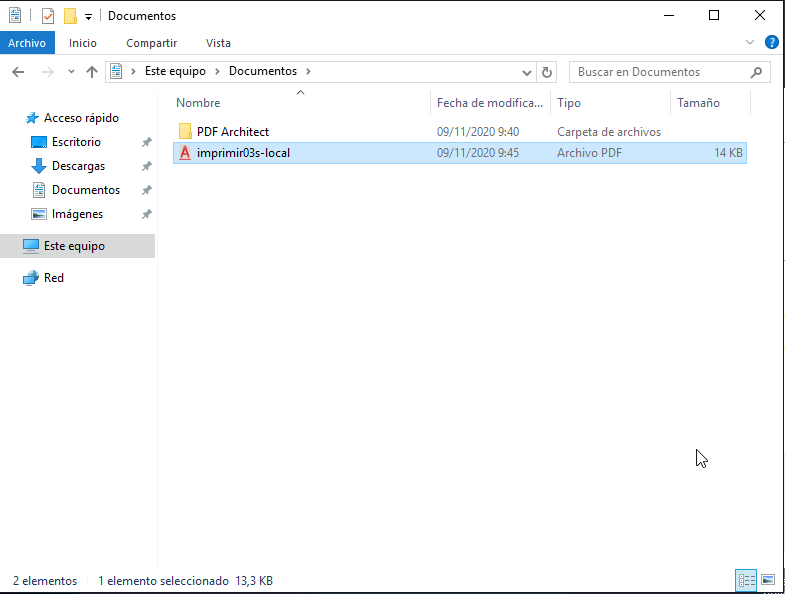 Documentos
Archivo Inicio Compartir Vista
Este equipo Documentos Buscar en Documentos
Nombre Fecha de modifica... Tipo Tamaño
Acceso rápido
Escritorio
Descargas
Documentos
Imágenes
Este equipo
Red
PDF Architect 09/11/2020 9:40 Carpeta de archivos
imprimir03s-local 09/11/2020 9:45 Archivo PDF 14 KB
2 elementos 1 elemento seleccionado 13,3 KB